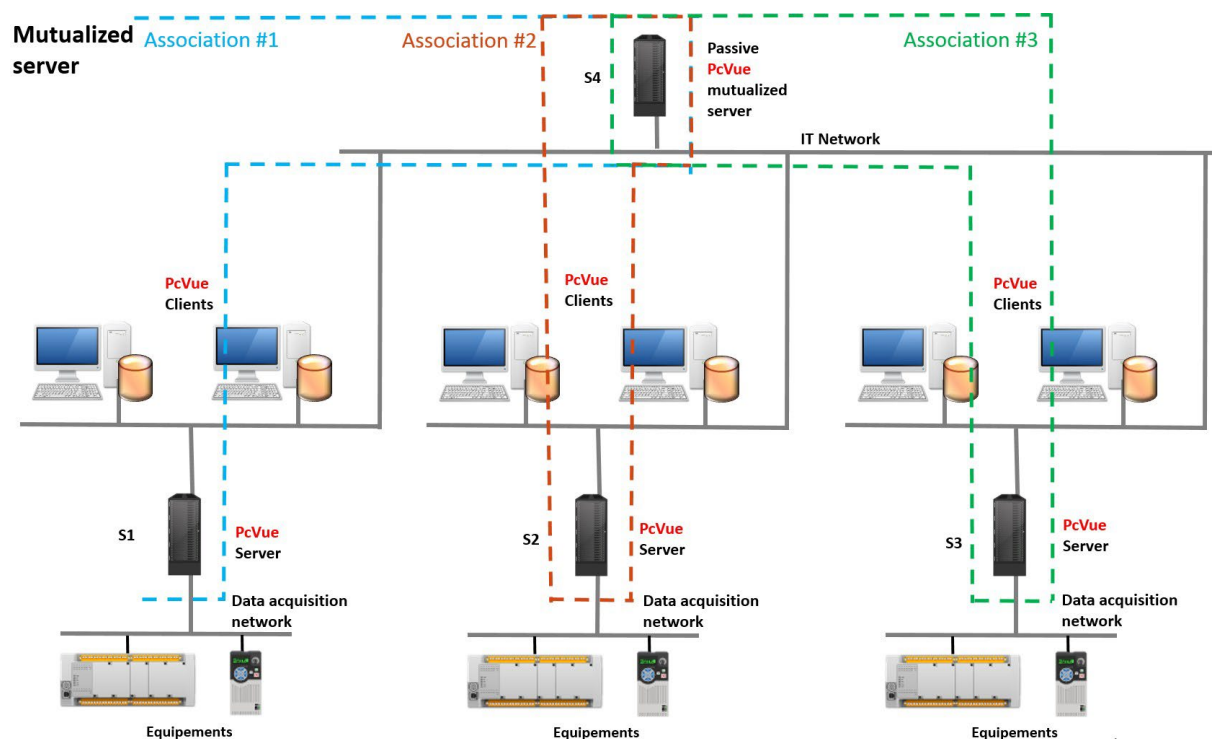 Mutualized
server
Association #1
Association #2
Association #3
S4
Passive
PcVue
mutualized
server
IT Network
PcVue
Clients
PcVue
Clients
PcVue
Clients
S1
PcVue
Server
S2
PcVue
Server
S3
PcVue
Server
Data acquisition
network
Data acquisition
network
Data acquisition
network
Equipements
Equipements
Equipements